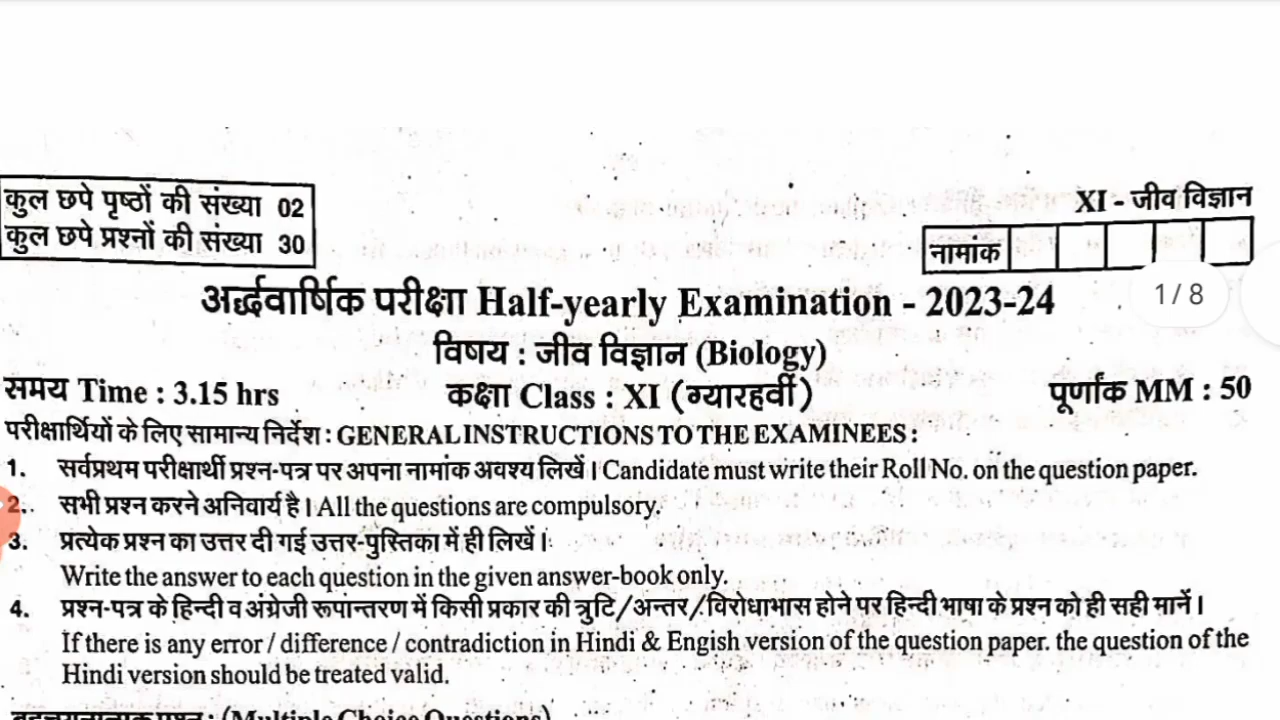 कुल छपे पृष्ठों की संख्या 02
कुल छपे प्रश्नों की संख्या 30
XI - जीव विज्ञान
नामांक
अर्द्धवार्षिक परीक्षा Half-yearly Examination - 2023-24
1 / 8
विषय : जीव विज्ञान (Biology)
समय Time : 3.15 hrs कक्षा Class : XI (ग्यारहवीं) पूर्णांक MM : 50
परीक्षार्थियों के लिए सामान्य निर्देश : GENERAL INSTRUCTIONS TO THE EXAMINEES :
1. सर्वप्रथम परीक्षार्थी प्रश्न-पत्र पर अपना नामांक अवश्य लिखें। Candidate must write their Roll No. on the question paper.
2. सभी प्रश्न करने अनिवार्य है। All the questions are compulsory.
3. प्रत्येक प्रश्न का उत्तर दी गई उत्तर-पुस्तिका में ही लिखें।
Write the answer to each question in the given answer-book only.
4. प्रश्न-पत्र के हिन्दी व अंग्रेजी रूपान्तरण में किसी प्रकार की त्रुटि/अन्तर/विरोधाभास होने पर हिन्दी भाषा के प्रश्न को ही सही मानें।
If there is any error / difference / contradiction in Hindi & Engish version of the question paper. the question of the
Hindi version should be treated valid.
(Multiple Choice Questions)